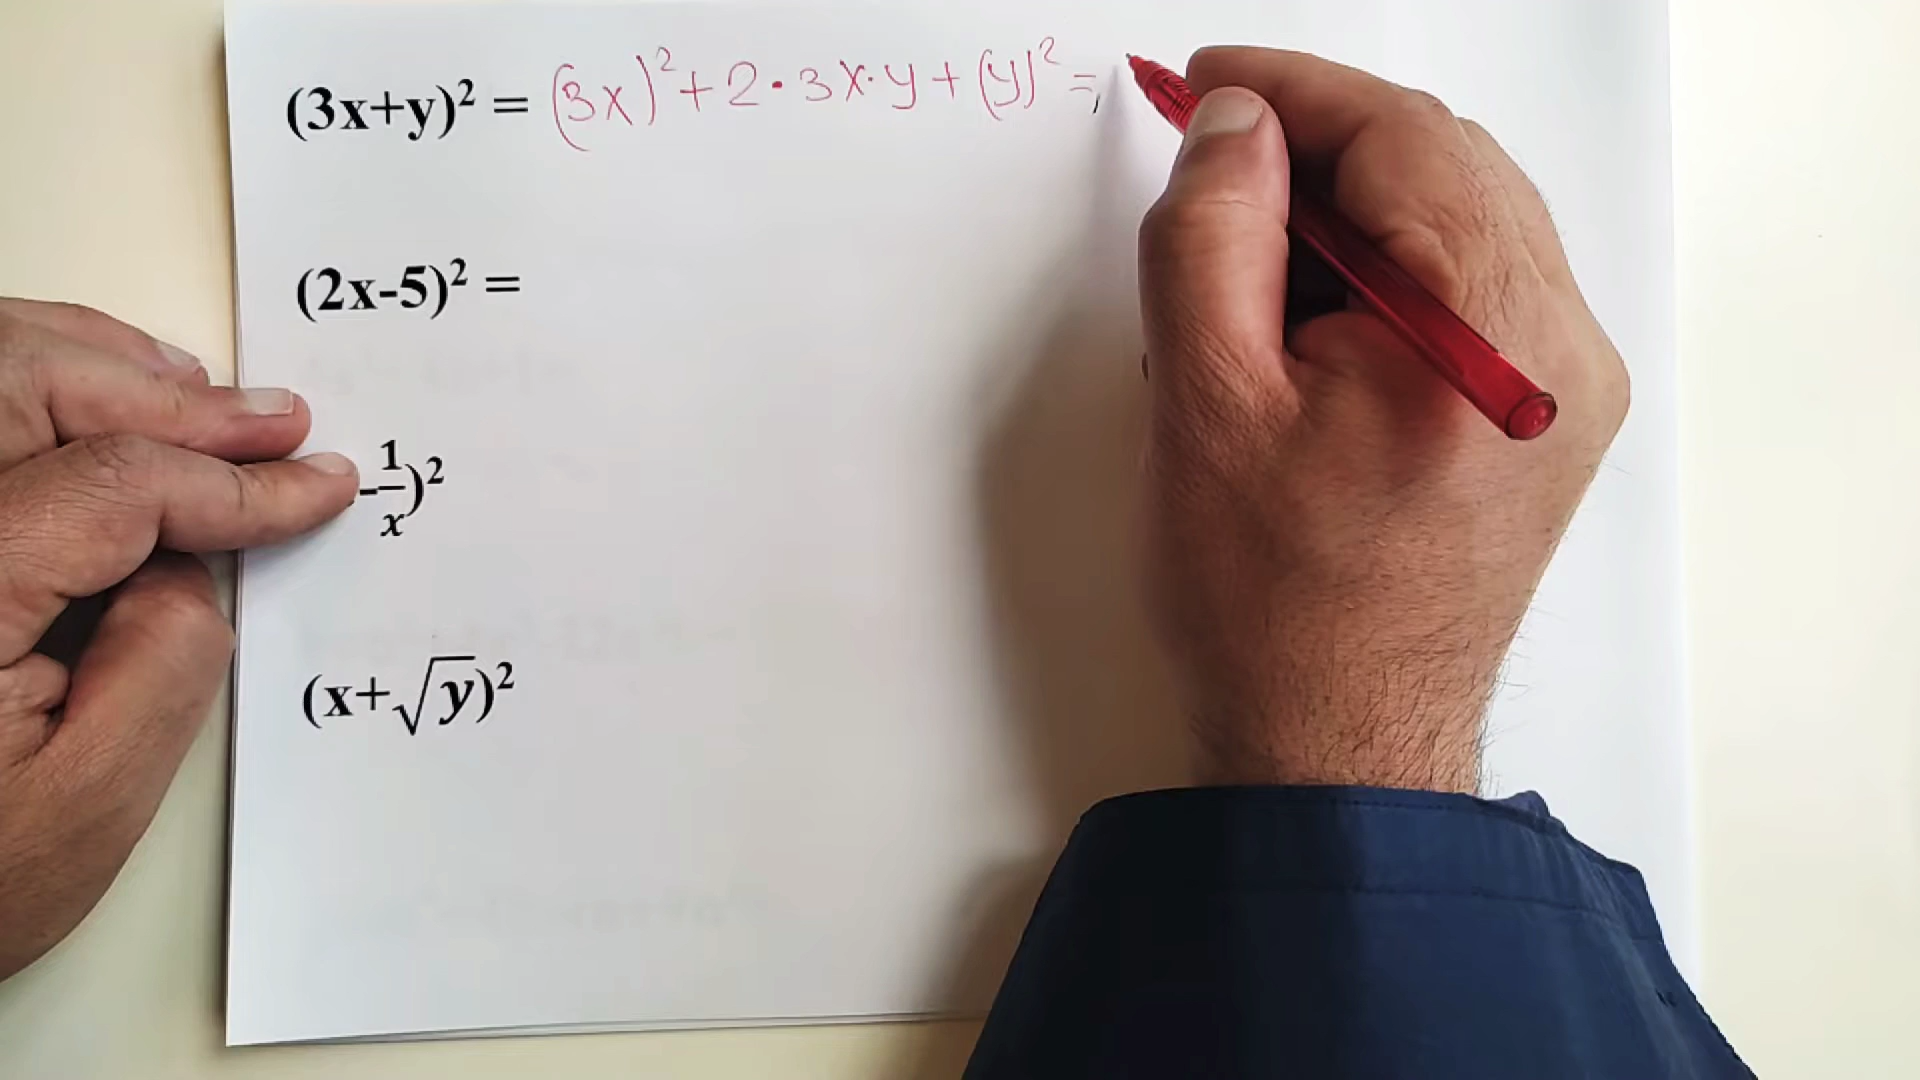 (3x+y)² = (3x)²+2·3x·y+(y)²=
(2x-5)² =
-1/x)²
(x+√y)²